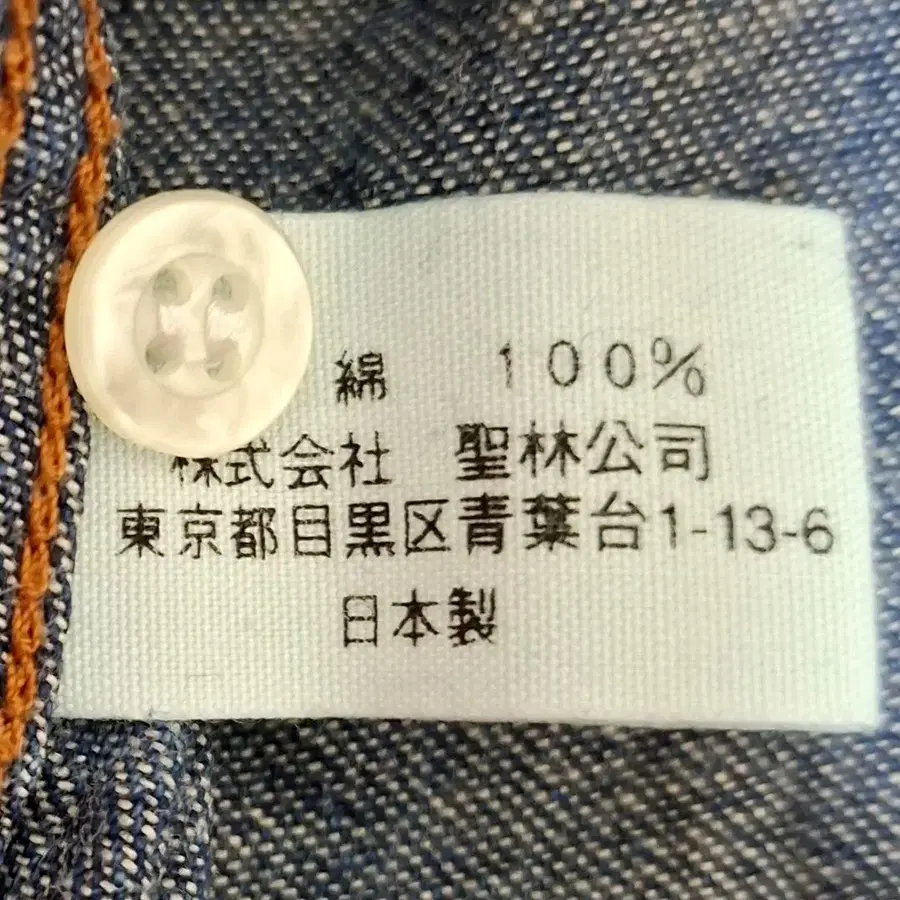 綿 100%
株式会社 聖林公司
東京都目黒区青葉台1-13-6
日本製